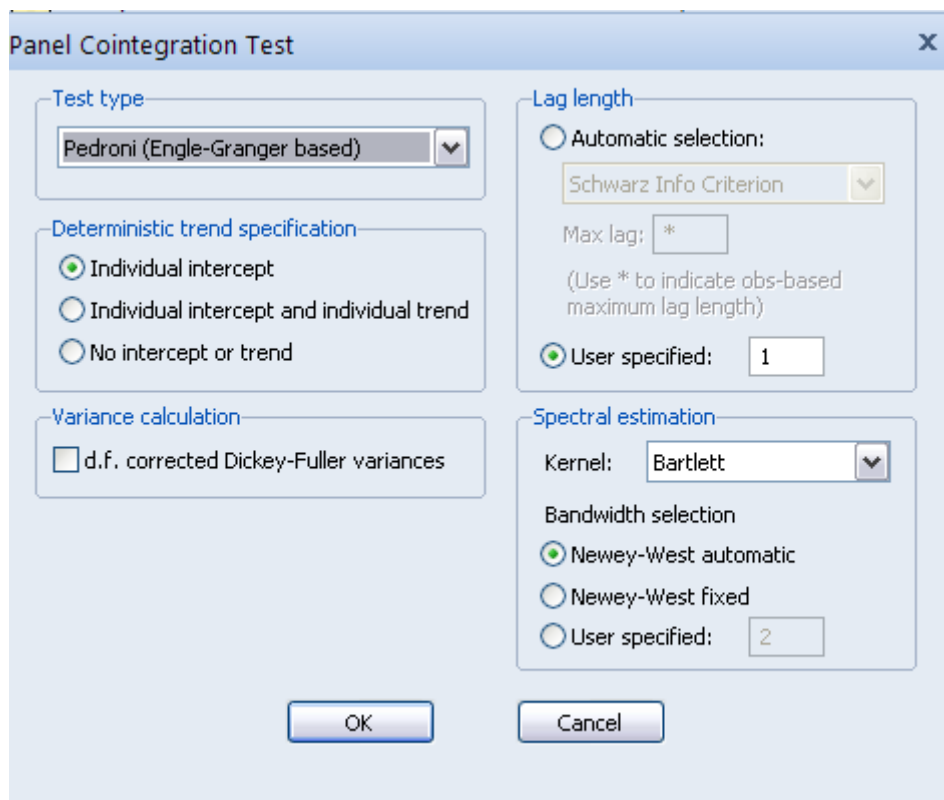 Panel Cointegration Test
x
Test type
Pedroni (Engle-Granger based)
Deterministic trend specification
Individual intercept
Individual intercept and individual trend
No intercept or trend
Variance calculation
d.f. corrected Dickey-Fuller variances
Lag length
Automatic selection:
Schwarz Info Criterion
Max lag: *
(Use * to indicate obs-based
maximum lag length)
User specified: 1
Spectral estimation
Kernel: Bartlett
Bandwidth selection
Newey-West automatic
Newey-West fixed
User specified: 2
OK
Cancel